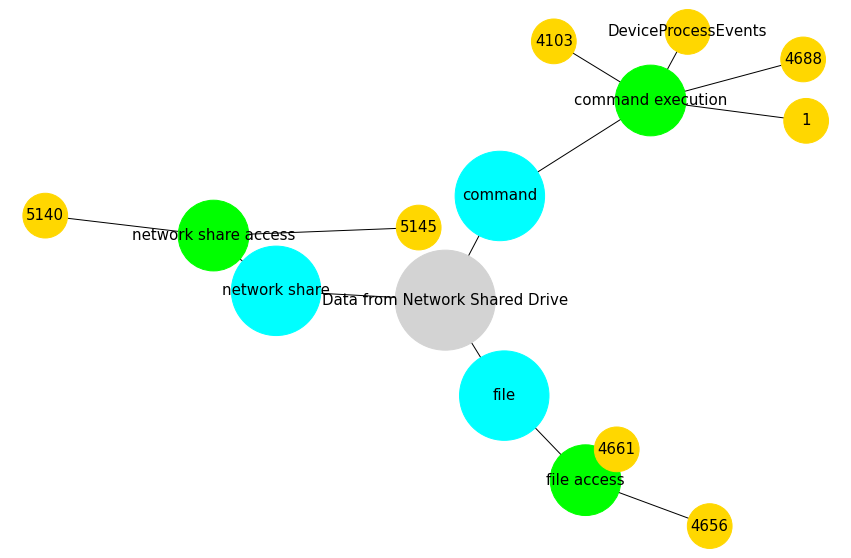 DeviceProcessEvents
4103
4688
command execution
1
command
5140
5145
network share access
network share
Data from Network Shared Drive
file
4661
file access
4656